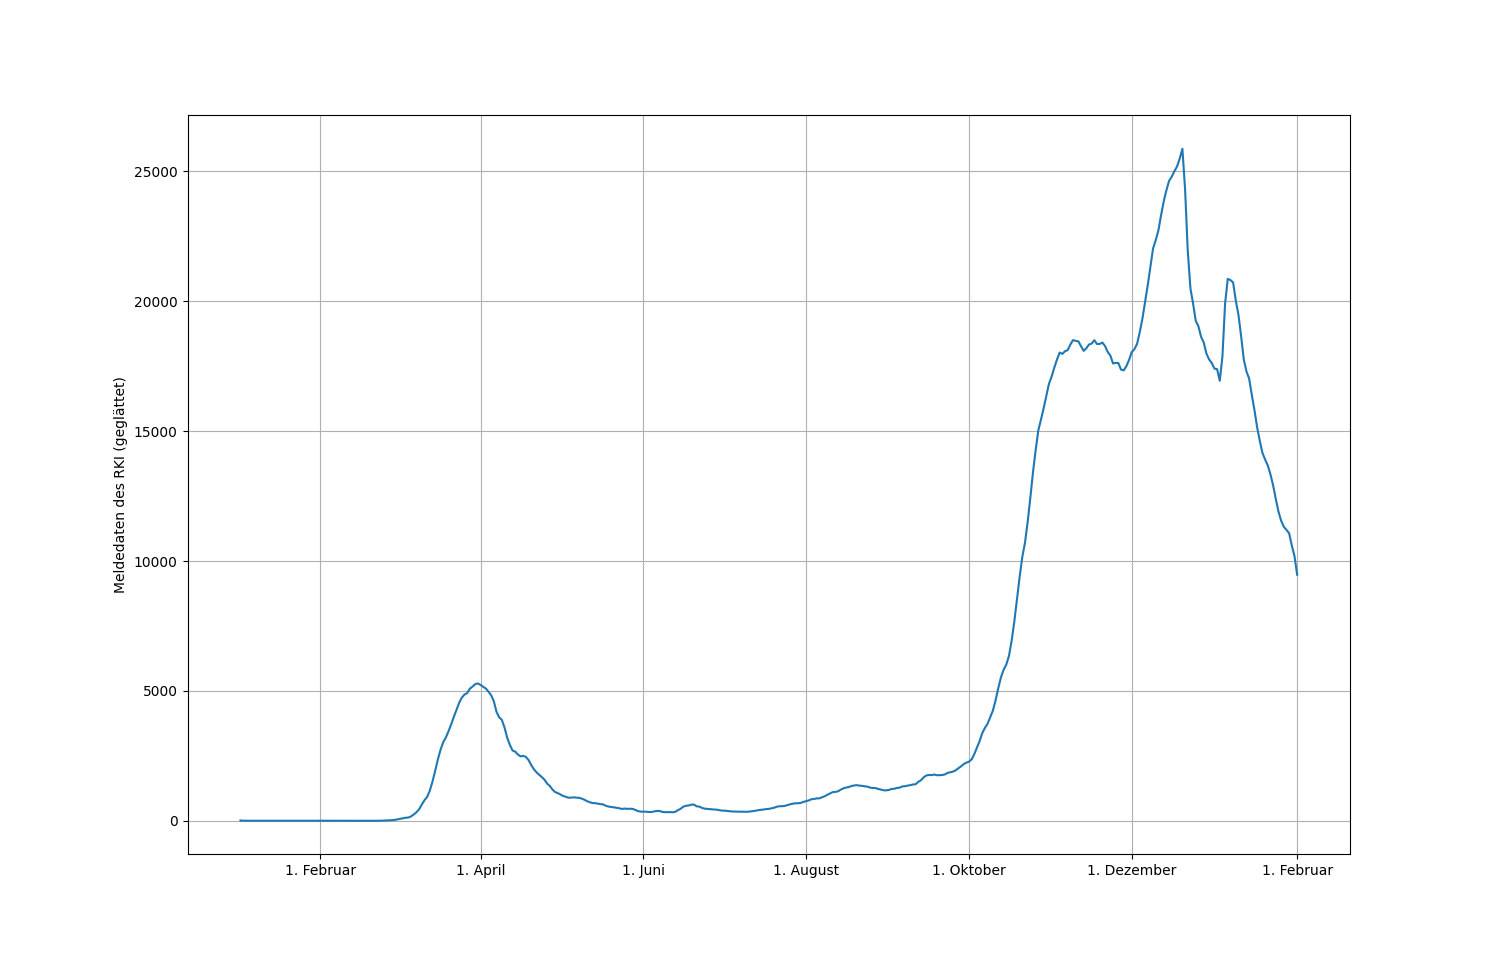 Meldedaten des RKI (geglättet)
25000
20000
15000
10000
5000
0
1. Februar
1. April
1. Juni
1. August
1. Oktober
1. Dezember
1. Februar